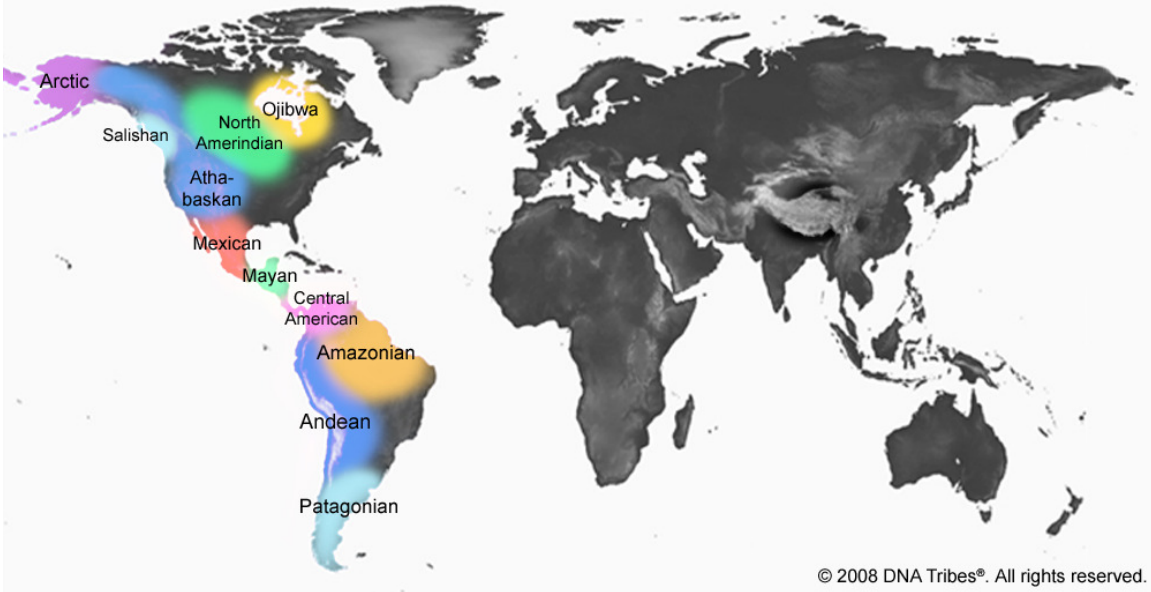 Arctic
Ojibwa
North
Amerindian
Salishan
Atha-
baskan
Mexican
Mayan
Central
American
Amazonian
Andean
Patagonian
© 2008 DNA Tribes®. All rights reserved.